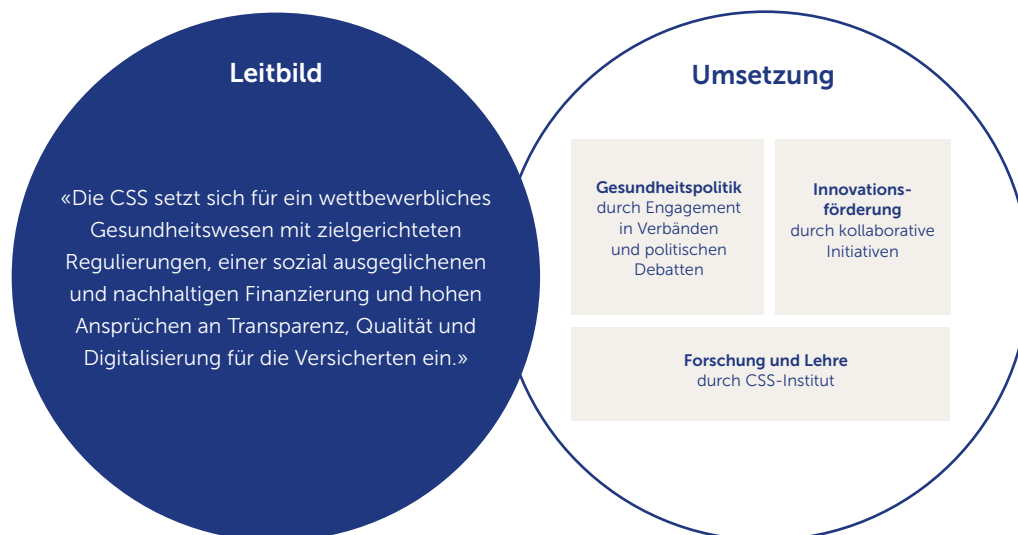 Leitbild
«Die CSS setzt sich für ein wettbewerbliches
Gesundheitswesen mit zielgerichteten
Regulierungen, einer sozial ausgeglichenen
und nachhaltigen Finanzierung und hohen
Ansprüchen an Transparenz, Qualität und
Digitalisierung für die Versicherten ein.»
Umsetzung
Gesundheitspolitik
durch Engagement
in Verbänden
und politischen
Debatten
Innovations-
förderung
durch kollaborative
Initiativen
Forschung und Lehre
durch CSS-Institut